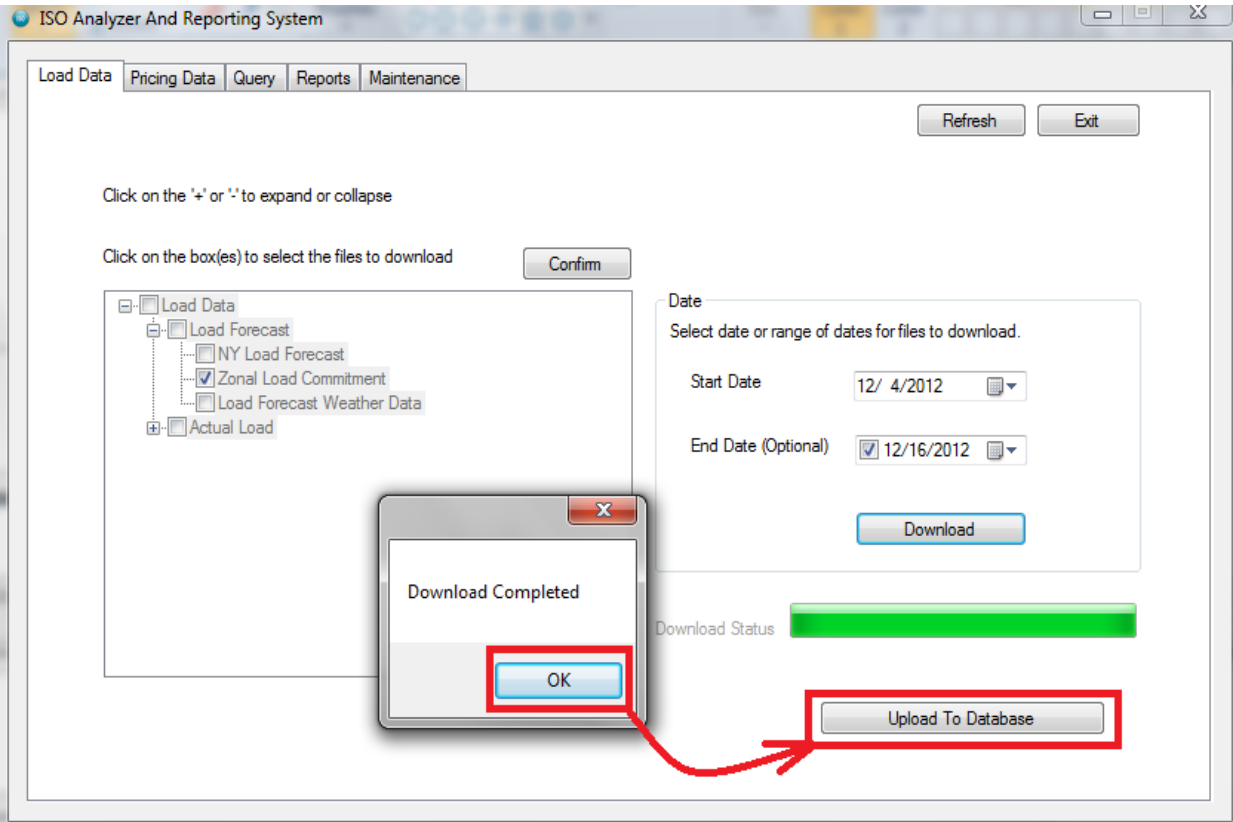 ISO Analyzer And Reporting System
Load Data Pricing Data Query Reports Maintenance
Refresh Exit
Click on the '+' or '-' to expand or collapse
Click on the box(es) to select the files to download
Confirm
Load Data
Load Forecast
NY Load Forecast
Zonal Load Commitment
Load Forecast Weather Data
Actual Load
Date
Select date or range of dates for files to download.
Start Date 12/ 4/2012
End Date (Optional) 12/16/2012
Download
Download Completed
OK
Download Status
Upload To Database